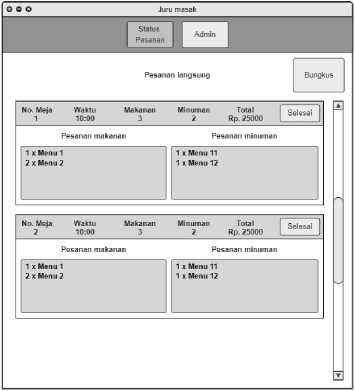 Juru masak
Status
Pesanan
Admin
Pesanan langsung
Bungkus
No. Meja Waktu Makanan Minuman Total
1 10:00 3 2 Rp. 25000
Selesai
Pesanan makanan Pesanan minuman
1 x Menu 1 1 x Menu 11
2 x Menu 2 1 x Menu 12
No. Meja Waktu Makanan Minuman Total
2 10:00 3 2 Rp. 25000
Selesai
Pesanan makanan Pesanan minuman
1 x Menu 1 1 x Menu 11
2 x Menu 2 1 x Menu 12